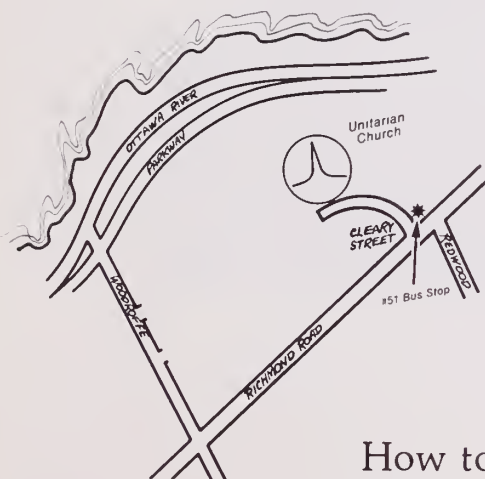 OTTAWA RIVER
PARKWAY
Unitarian
Church
CLEARY
STREET
REDWOOD
#51 Bus Stop
WOODROFFE
RICHMOND ROAD
How to